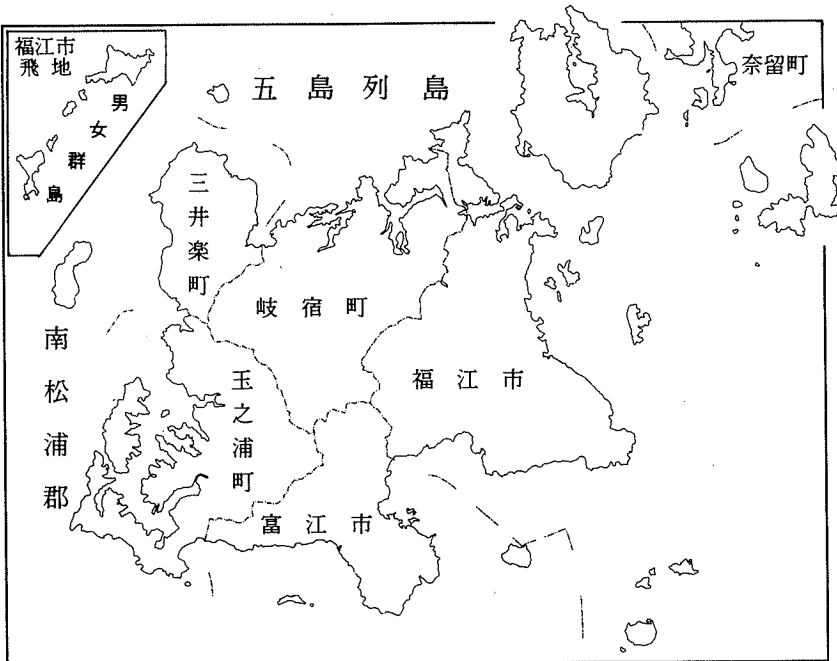 福江市
飛地
男女群島
五島列島
奈留町
三井楽町
岐宿町
南松浦郡
玉之浦町
福江市
富江市